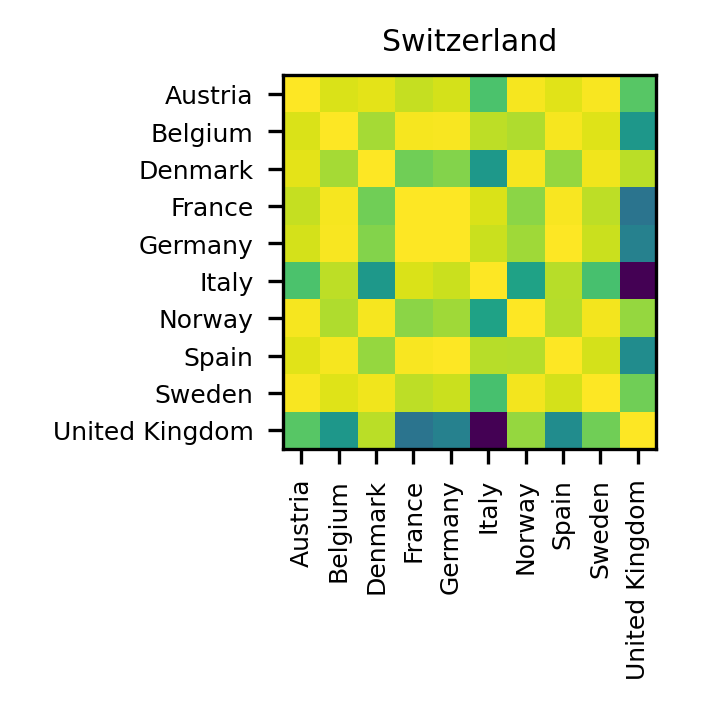 Switzerland
Austria
Belgium
Denmark
France
Germany
Italy
Norway
Spain
Sweden
United Kingdom
Austria
Belgium
Denmark
France
Germany
Italy
Norway
Spain
Sweden
United Kingdom